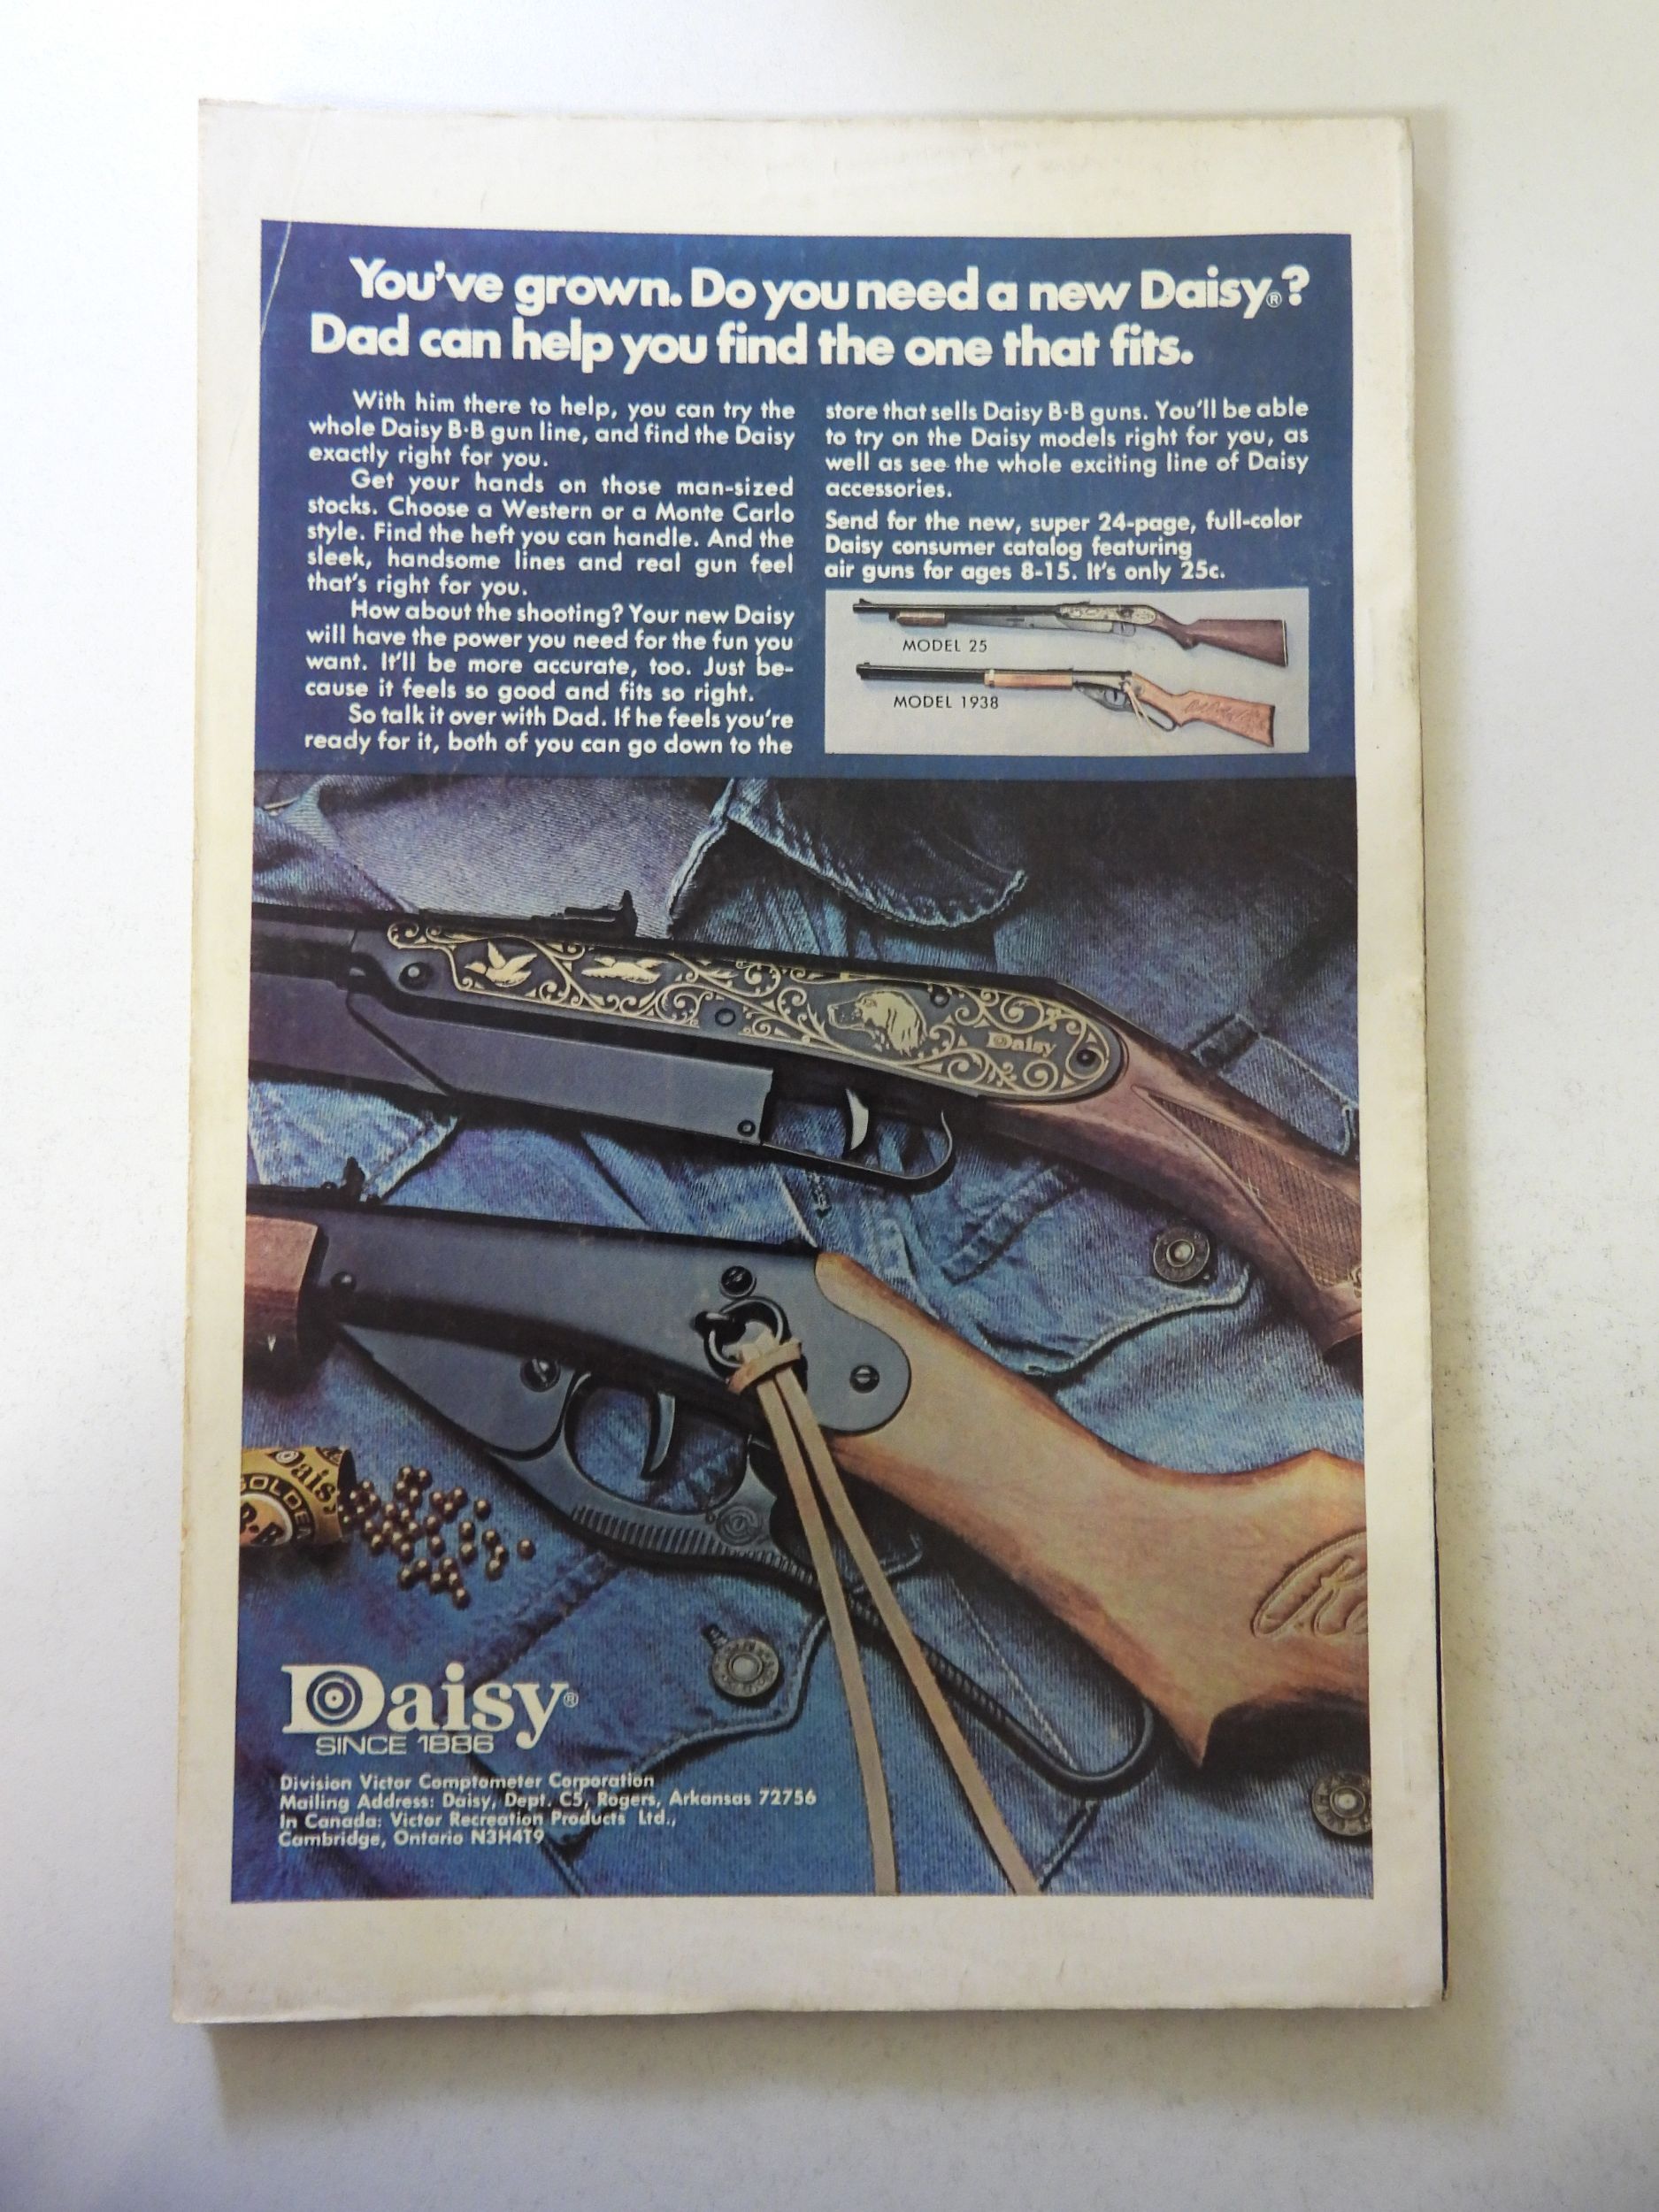 You've grown. Do you need a new Daisy®?
Dad can help you find the one that fits.
With him there to help, you can try the
whole Daisy B·B gun line, and find the Daisy
exactly right for you.
Get your hands on those man-sized
stocks. Choose a Western or a Monte Carlo
style. Find the heft you can handle. And the
sleek, handsome lines and real gun feel
that's right for you.
How about the shooting? Your new Daisy
will have the power you need for the fun you
want. It'll be more accurate, too. Just be-
cause it feels so good and fits so right.
So talk it over with Dad. If he feels you're
ready for it, both of you can go down to the
store that sells Daisy B·B guns. You'll be able
to try on the Daisy models right for you, as
well as see the whole exciting line of Daisy
accessories.
Send for the new, super 24-page, full-color
Daisy consumer catalog featuring
air guns for ages 8-15. It's only 25c.
MODEL 25
MODEL 1938
Daisy
Daisy
GOLDEN
B·B
Daisy®
SINCE 1886
Division Victor Comptometer Corporation
Mailing Address: Daisy, Dept. C5, Rogers, Arkansas 72756
In Canada: Victor Recreation Products Ltd.,
Cambridge, Ontario N3H4T9